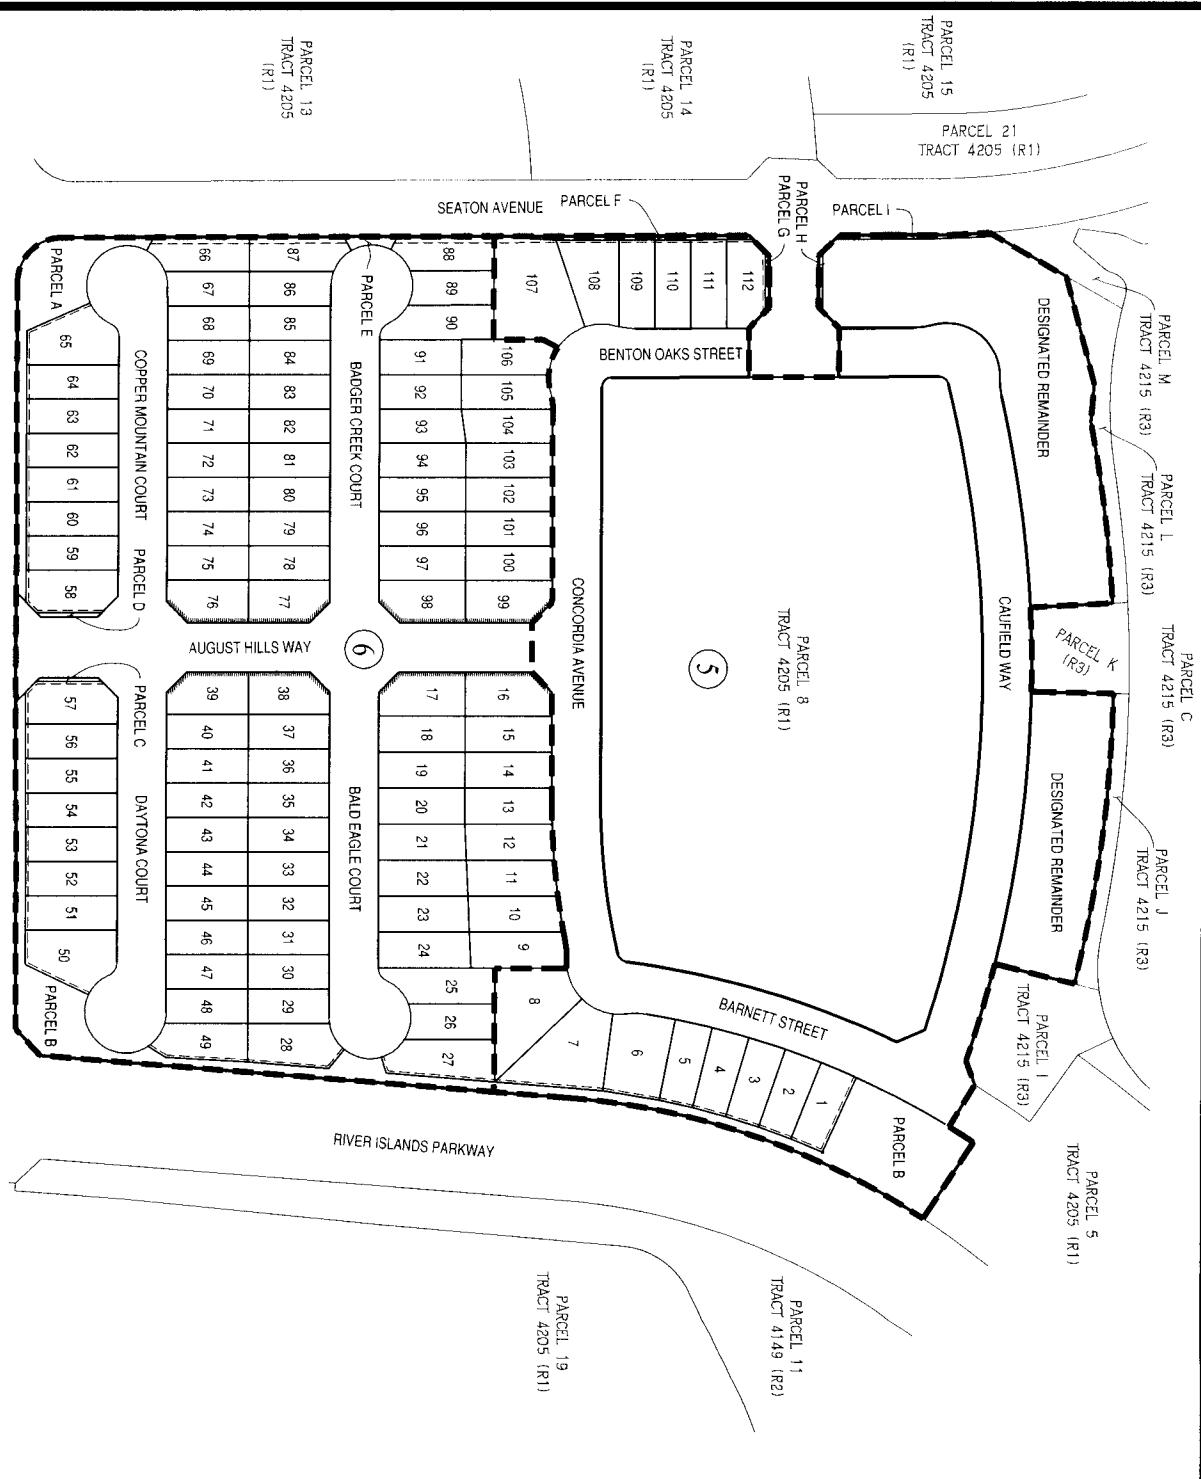 PARCEL 13
TRACT 4205
(R1)
PARCEL 14
TRACT 4205
(R1)
PARCEL 15
TRACT 4205
(R1)
PARCEL 21
TRACT 4205 (R1)
SEATON AVENUE
PARCEL F
PARCEL H
PARCEL G
PARCEL I
PARCEL M
TRACT 4215 (R3)
PARCEL L
TRACT 4215 (R3)
PARCEL C
TRACT 4215 (R3)
PARCEL K
(R3)
PARCEL J
TRACT 4215 (R3)
PARCEL I
TRACT 4215 (R3)
PARCEL 5
TRACT 4205 (R1)
DESIGNATED REMAINDER
DESIGNATED REMAINDER
CAUFIELD WAY
BENTON OAKS STREET
PARCEL 8
TRACT 4205 (R1)
5
CONCORDIA AVENUE
BARNETT STREET
PARCEL B
1
2
3
4
5
6
7
8
9
10
11
12
13
14
15
16
17
18
19
20
21
22
23
24
25
26
27
28
29
30
31
32
33
34
35
36
37
38
39
40
41
42
43
44
45
46
47
48
49
50
51
52
53
54
55
56
57
58
59
60
61
62
63
64
65
66
67
68
69
70
71
72
73
74
75
76
77
78
79
80
81
82
83
84
85
86
87
88
89
90
91
92
93
94
95
96
97
98
99
100
101
102
103
104
105
106
107
108
109
110
111
112
PARCEL A
PARCEL E
COPPER MOUNTAIN COURT
BADGER CREEK COURT
PARCEL D
AUGUST HILLS WAY
6
PARCEL C
DAYTONA COURT
BALD EAGLE COURT
PARCEL B
RIVER ISLANDS PARKWAY
PARCEL 19
TRACT 4205 (R1)
PARCEL 11
TRACT 4149 (R2)